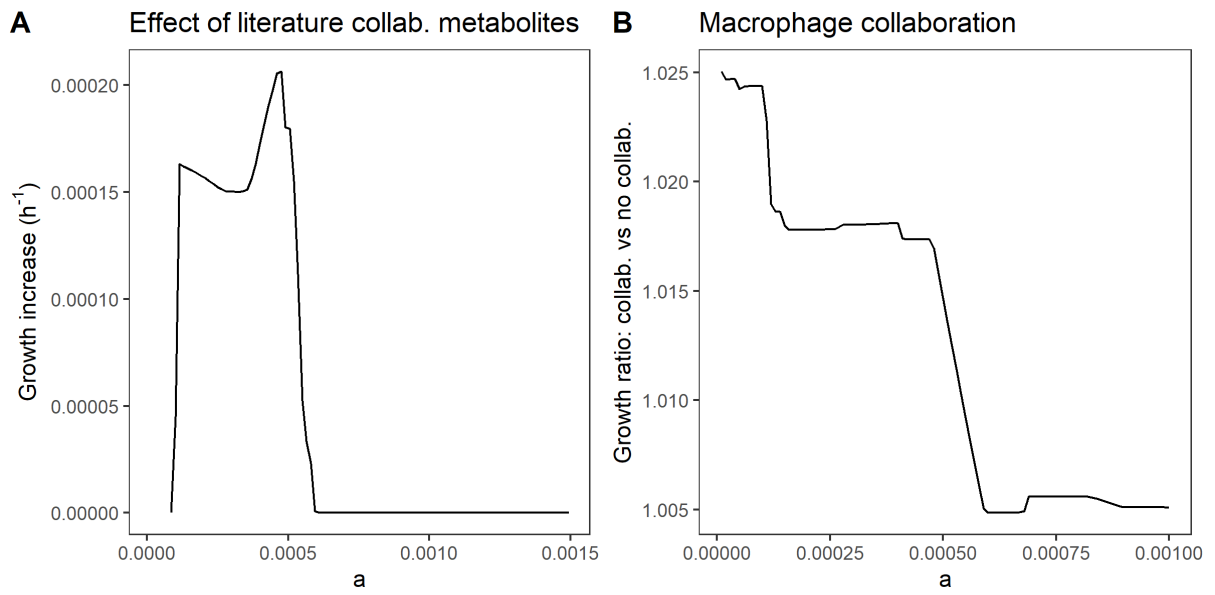 A
Effect of literature collab. metabolites
Growth increase (h⁻¹)
0.00020
0.00015
0.00010
0.00005
0.00000
0.0000 0.0005 0.0010 0.0015
a
B
Macrophage collaboration
Growth ratio: collab. vs no collab.
1.025
1.020
1.015
1.010
1.005
0.00000 0.00025 0.00050 0.00075 0.00100
a